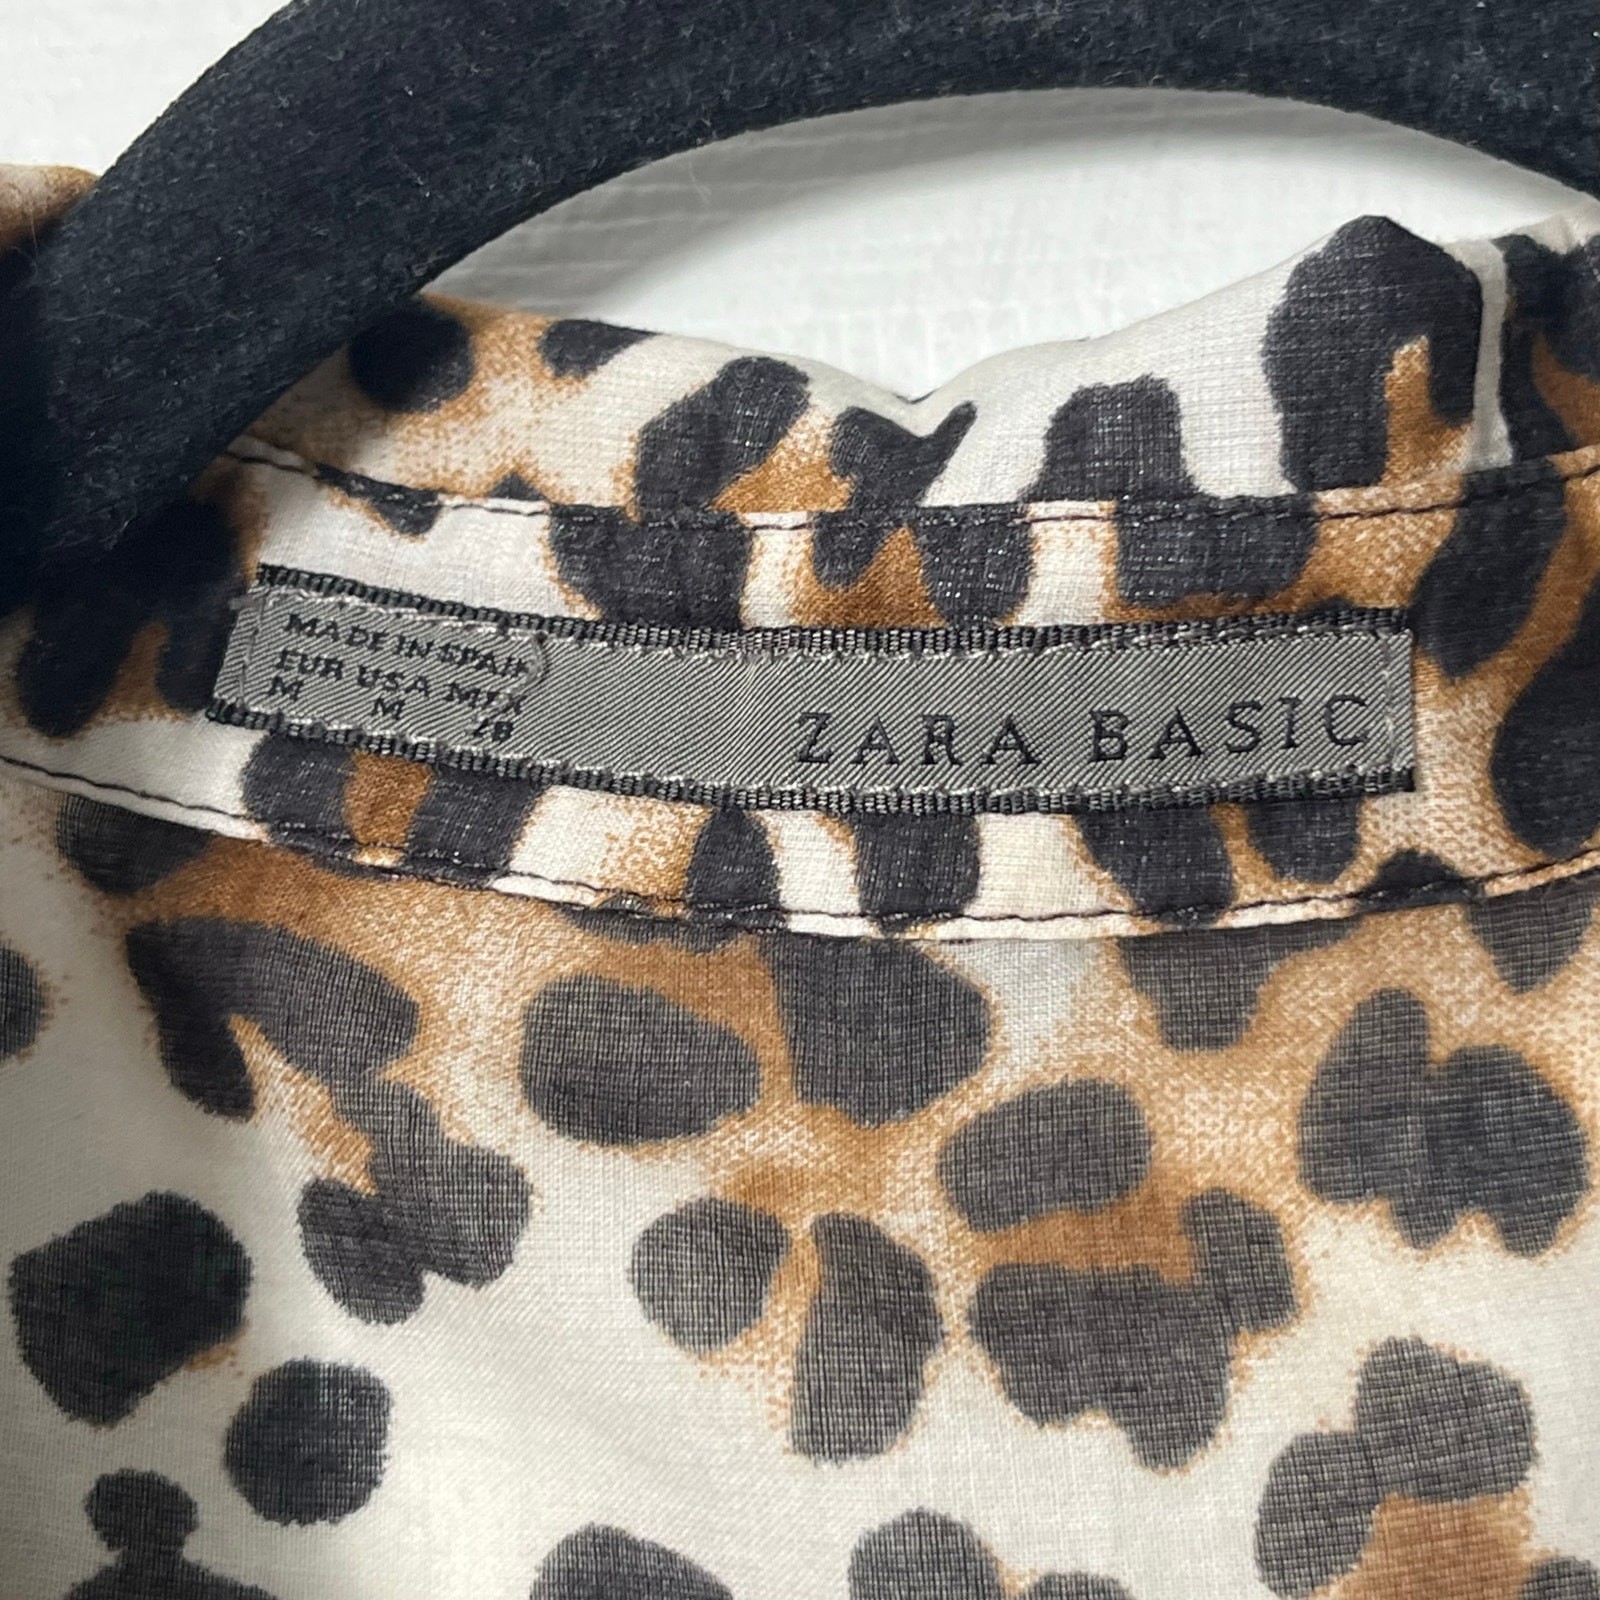 MADE IN SPAIN
EUR USA MEX
M M 28
ZARA BASIC